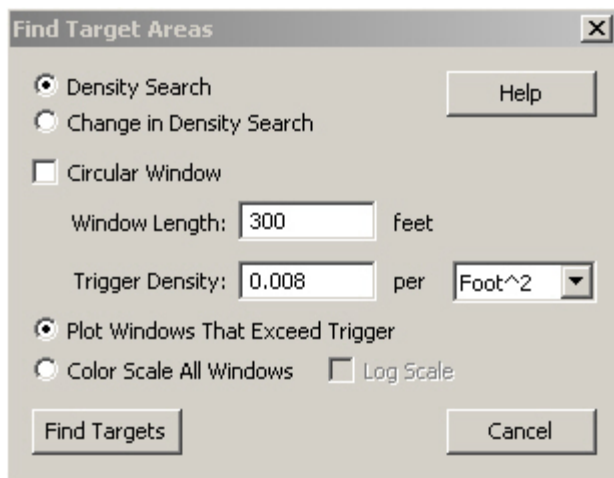 Find Target Areas
Density Search
Help
Change in Density Search
Circular Window
Window Length: 300 feet
Trigger Density: 0.008 per Foot^2
Plot Windows That Exceed Trigger
Color Scale All Windows Log Scale
Find Targets Cancel